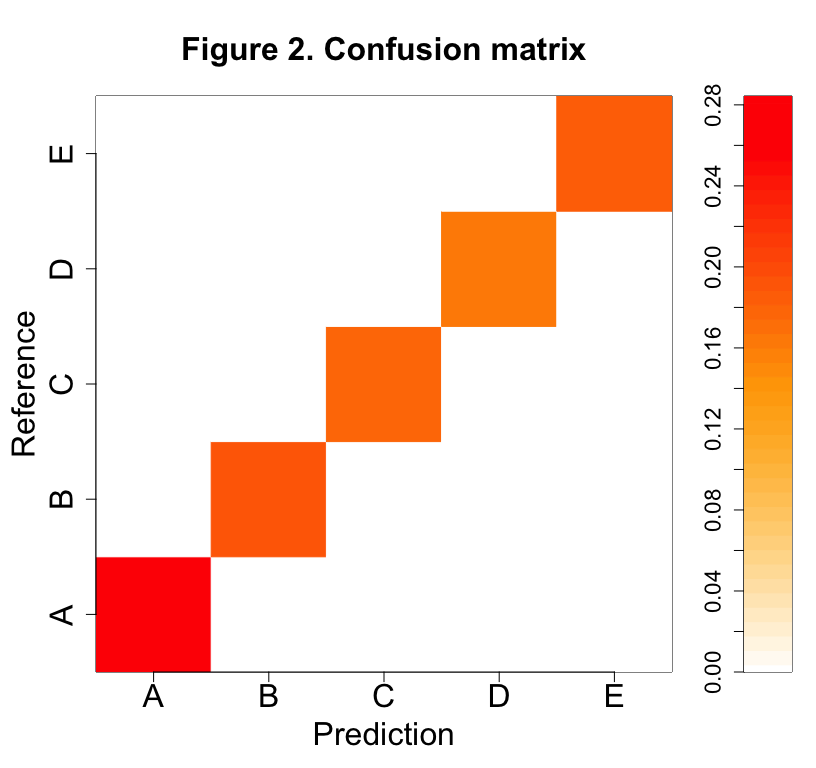 Figure 2. Confusion matrix
Reference
E
D
C
B
A
A B C D E
Prediction
0.28
0.24
0.20
0.16
0.12
0.08
0.04
0.00